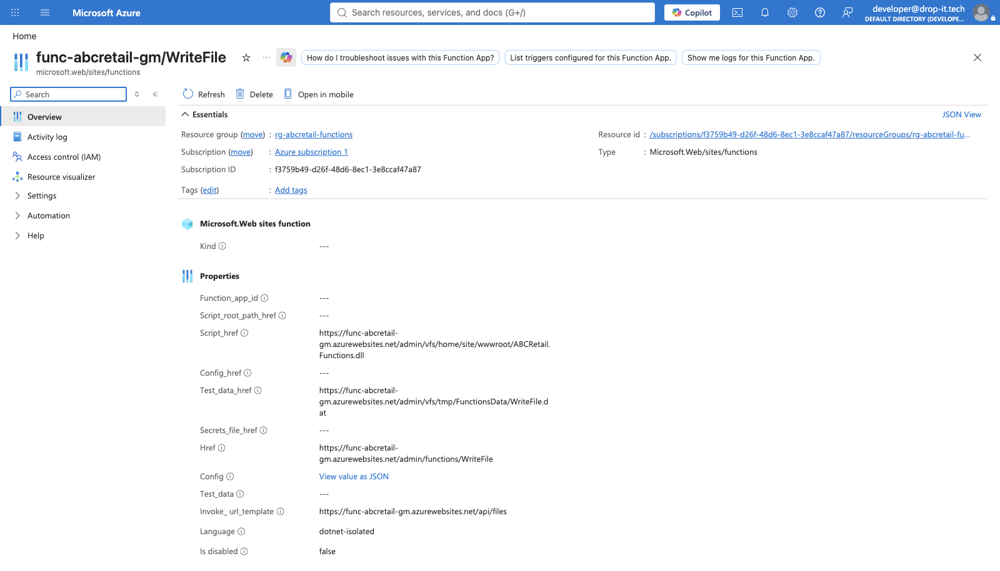 Microsoft Azure
Search resources, services, and docs (G+/)
Copilot
developer@drop-it.tech
DEFAULT DIRECTORY (DEVELOPE...
Home
func-abcretail-gm/WriteFile
microsoft.web/sites/functions
How do I troubleshoot issues with this Function App?
List triggers configured for this Function App.
Show me logs for this Function App.
Search
Refresh
Delete
Open in mobile
Overview
Activity log
Access control (IAM)
Resource visualizer
Settings
Automation
Help
Essentials
JSON View
Resource group (move) : rg-abcretail-functions
Subscription (move) : Azure subscription 1
Subscription ID : f3759b49-d26f-48d6-8ec1-3e8ccaf47a87
Tags (edit) : Add tags
Resource id : /subscriptions/f3759b49-d26f-48d6-8ec1-3e8ccaf47a87/resourceGroups/rg-abcretail-fu...
Type : Microsoft.Web/sites/functions
Microsoft.Web sites function
Kind ---
Properties
Function_app_id ---
Script_root_path_href ---
Script_href https://func-abcretail-
gm.azurewebsites.net/admin/vfs/home/site/wwwroot/ABCRetail.
Functions.dll
Config_href ---
Test_data_href https://func-abcretail-
gm.azurewebsites.net/admin/vfs/tmp/FunctionsData/WriteFile.d
at
Secrets_file_href ---
Href https://func-abcretail-
gm.azurewebsites.net/admin/functions/WriteFile
Config View value as JSON
Test_data ---
Invoke_ url_template https://func-abcretail-gm.azurewebsites.net/api/files
Language dotnet-isolated
Is disabled false